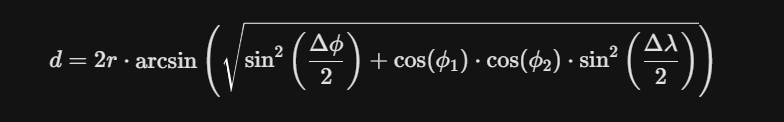 d = 2r · arcsin(√(sin²(Δϕ/2) + cos(ϕ₁) · cos(ϕ₂) · sin²(Δλ/2)))